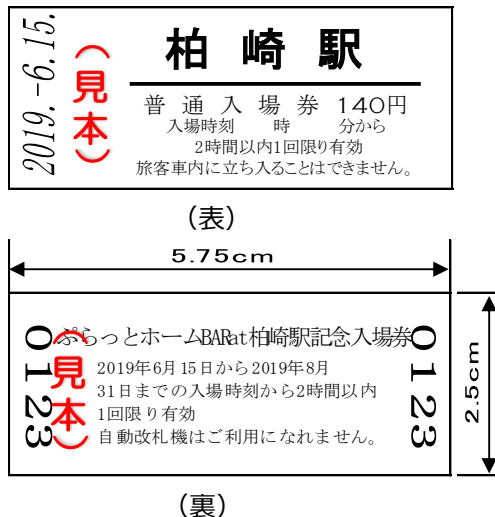 2019.-6.15.
（見本）
柏崎駅
普通入場券 140円
入場時刻 時 分から
2時間以内1回限り有効
旅客車内に立ち入ることはできません。
（表）
5.75cm
0123
（見本）
ぷらっとホームBARat柏崎駅記念入場券
2019年6月15日から2019年8月
31日までの入場時刻から2時間以内
1回限り有効
自動改札機はご利用になれません。
0123
2.5cm
（裏）